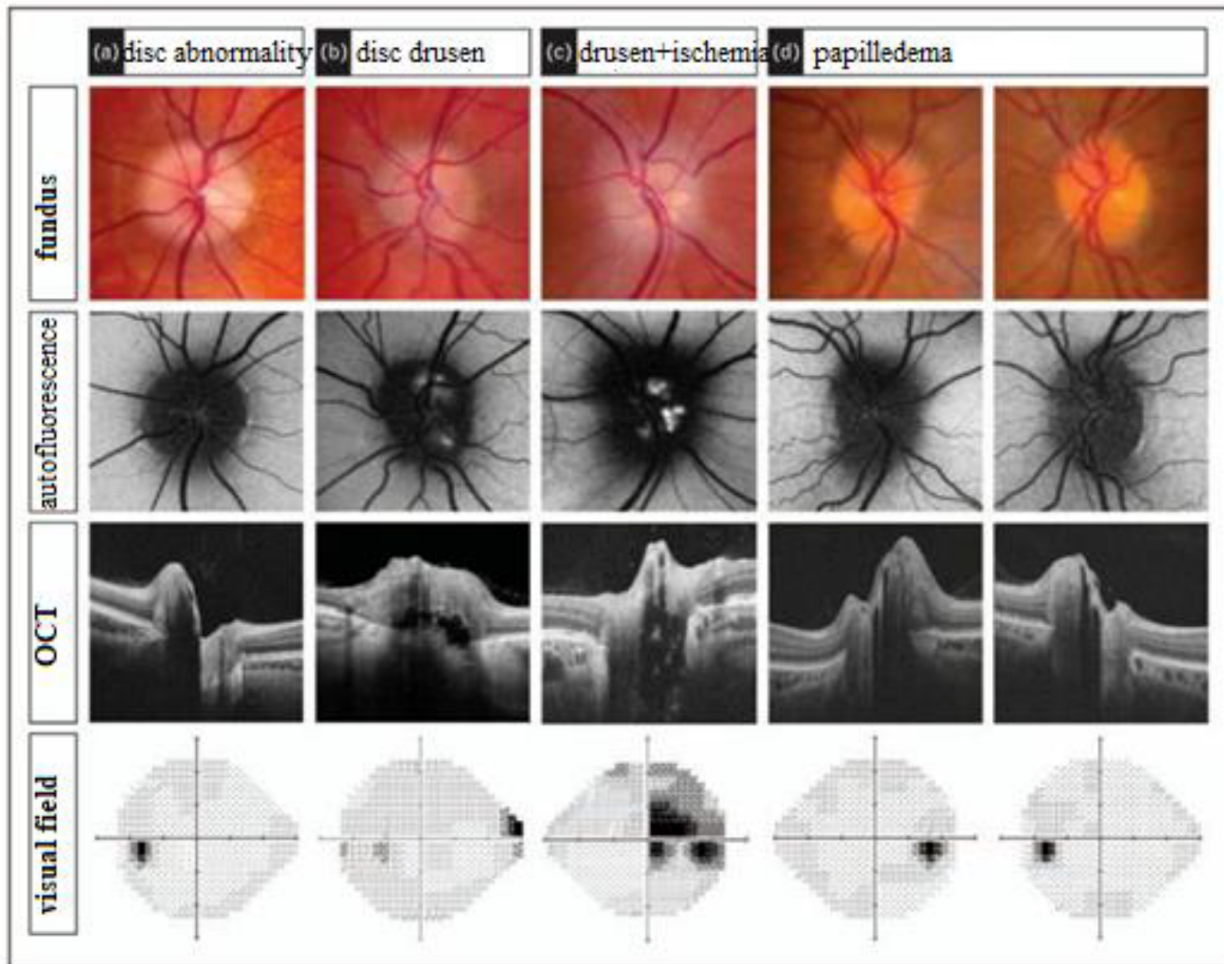 (a) disc abnormality (b) disc drusen (c) drusen+ischemia (d) papilledema
fundus
autofluorescence
OCT
visual field